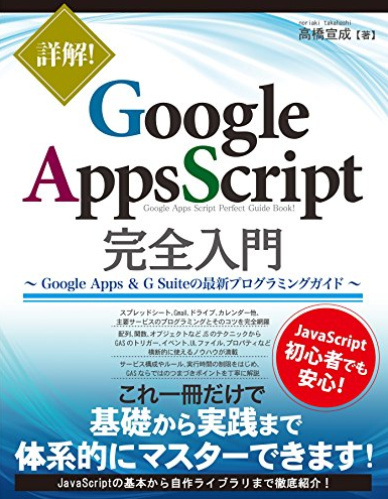 noriaki takahashi
高橋宣成【著】
詳解!
Google
AppsScript
Google Apps Script Perfect Guide Book!
完全入門
～Google Apps & G Suiteの最新プログラミングガイド～
スプレッドシート、Gmail、ドライブ、カレンダー他、
主要サービスのプログラミングとそのコツを完全網羅
配列、関数、オブジェクトなどJSのテクニックから
GASのトリガー、イベント、ULファイル、プロパティなど
横断的に使えるノウハウが満載
サービス構成やルール、実行時間の制限をはじめ、
GASならではのつまづきポイントを丁寧に解説
JavaScript
初心者でも
安心!
これ一冊だけで
基礎から実践まで
体系的にマスターできます!
JavaScriptの基本から自作ライブラリまで徹底紹介!